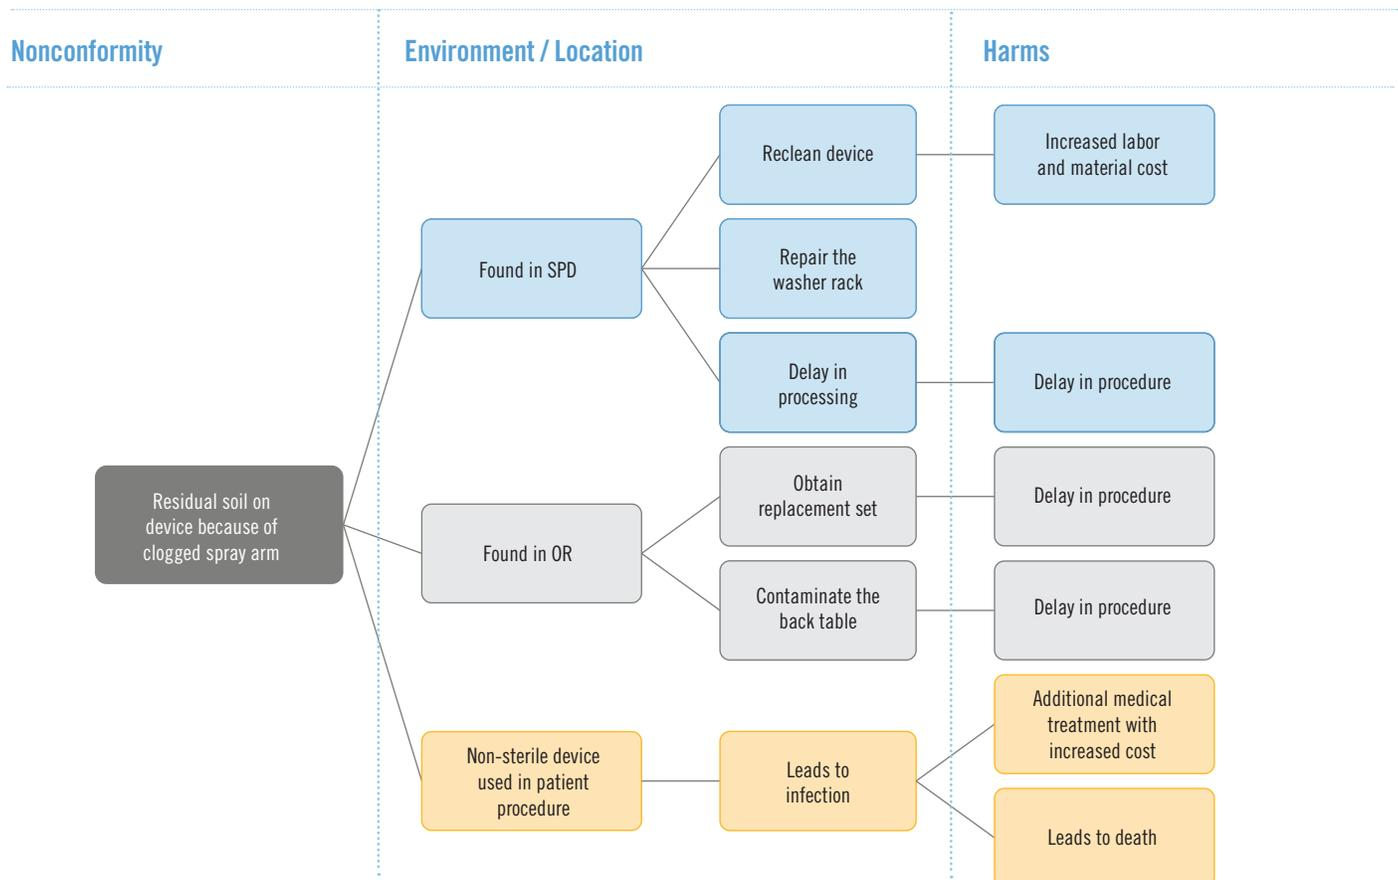 Nonconformity
Environment / Location
Harms
Reclean device
Increased labor
and material cost
Found in SPD
Repair the
washer rack
Delay in
processing
Delay in procedure
Residual soil on
device because of
clogged spray arm
Found in OR
Obtain
replacement set
Delay in procedure
Contaminate the
back table
Delay in procedure
Non-sterile device
used in patient
procedure
Leads to
infection
Additional medical
treatment with
increased cost
Leads to death